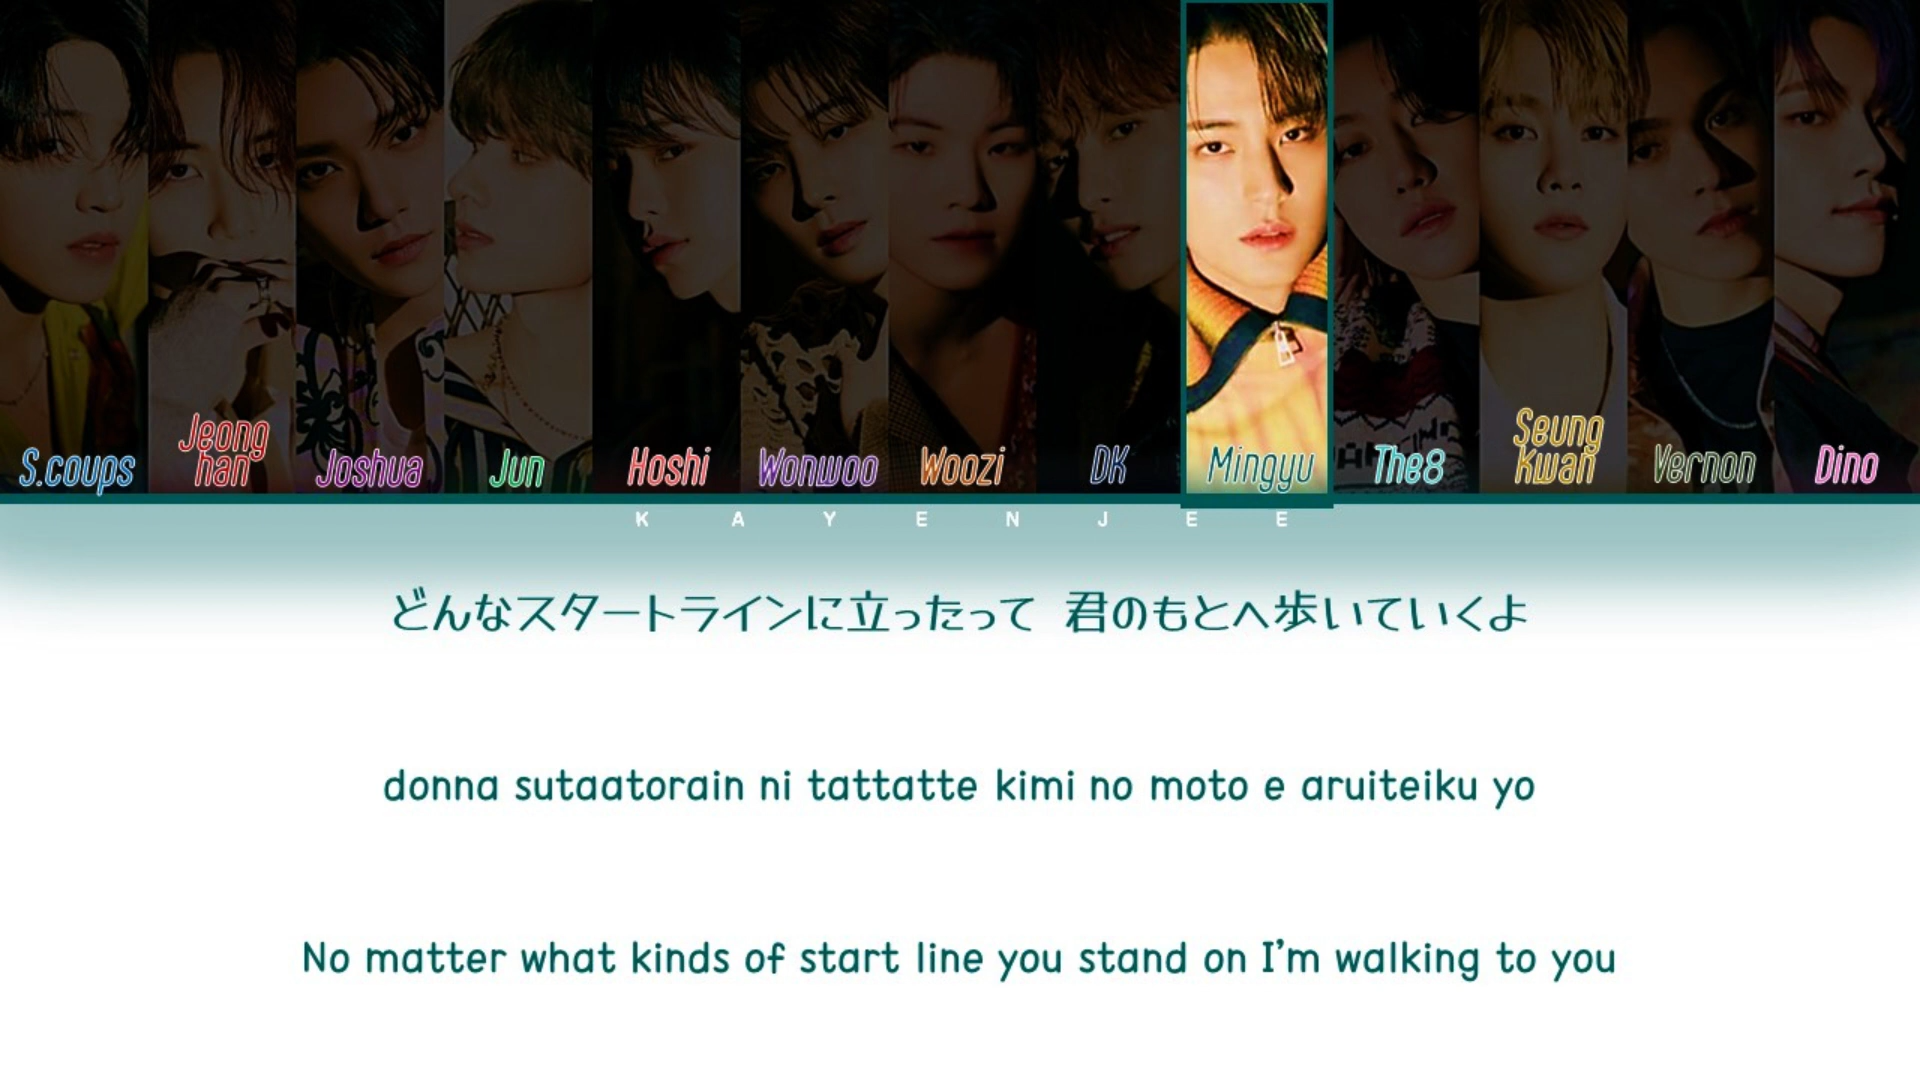 S.coups
Jeong
han
Joshua
Jun
Hoshi
Wonwoo
Woozi
DK
Mingyu
The8
Seung
Kwan
Vernon
Dino
K A Y E N J E E
どんなスタートラインに立ったって 君のもとへ歩いていくよ
donna sutaatorain ni tattatte kimi no moto e aruiteiku yo
No matter what kinds of start line you stand on I'm walking to you